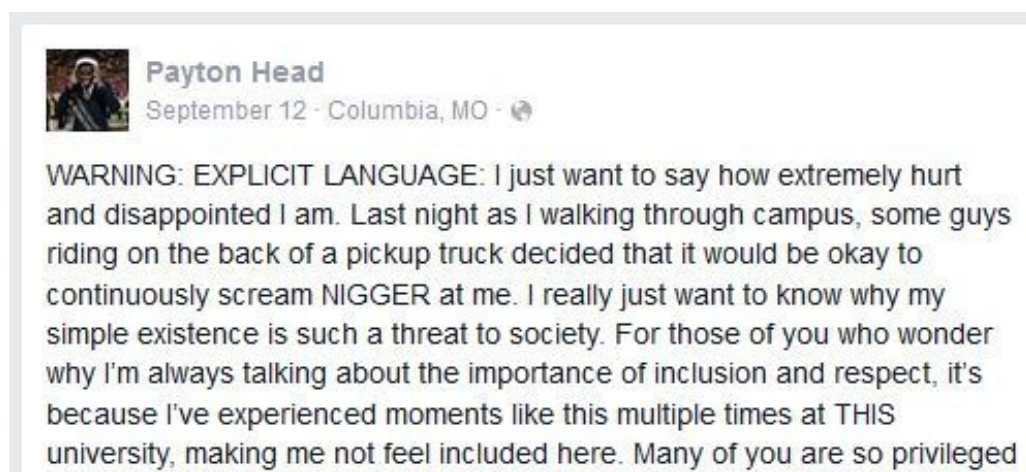 Payton Head
September 12 · Columbia, MO ·
WARNING: EXPLICIT LANGUAGE: I just want to say how extremely hurt
and disappointed I am. Last night as I walking through campus, some guys
riding on the back of a pickup truck decided that it would be okay to
continuously scream NIGGER at me. I really just want to know why my
simple existence is such a threat to society. For those of you who wonder
why I'm always talking about the importance of inclusion and respect, it's
because I've experienced moments like this multiple times at THIS
university, making me not feel included here. Many of you are so privileged